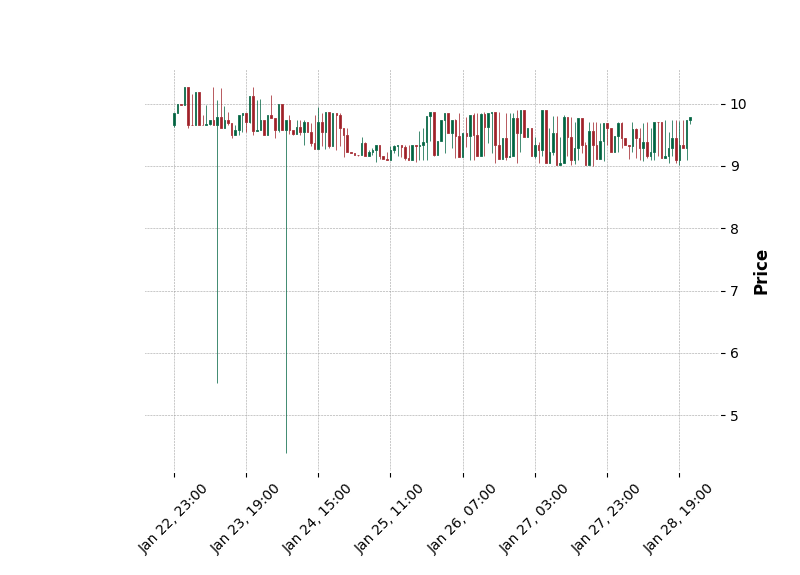 10
9
8
7
6
5
Price
Jan 22, 23:00
Jan 23, 19:00
Jan 24, 15:00
Jan 25, 11:00
Jan 26, 07:00
Jan 27, 03:00
Jan 27, 23:00
Jan 28, 19:00